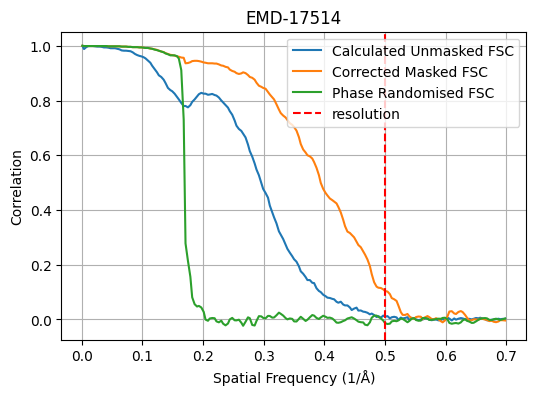 EMD-17514
Calculated Unmasked FSC
Corrected Masked FSC
Phase Randomised FSC
resolution
Correlation
1.0
0.8
0.6
0.4
0.2
0.0
0.0 0.1 0.2 0.3 0.4 0.5 0.6 0.7
Spatial Frequency (1/Å)